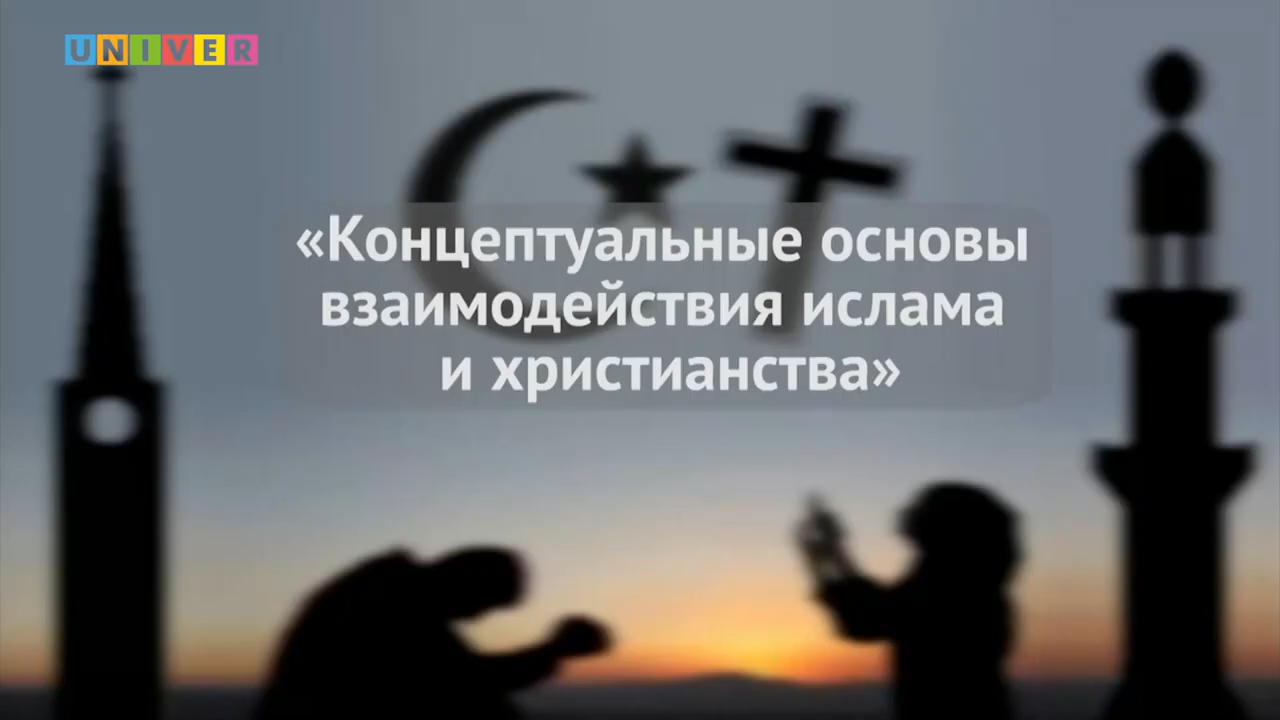 UNIVER
«Концептуальные основы
взаимодействия ислама
и христианства»